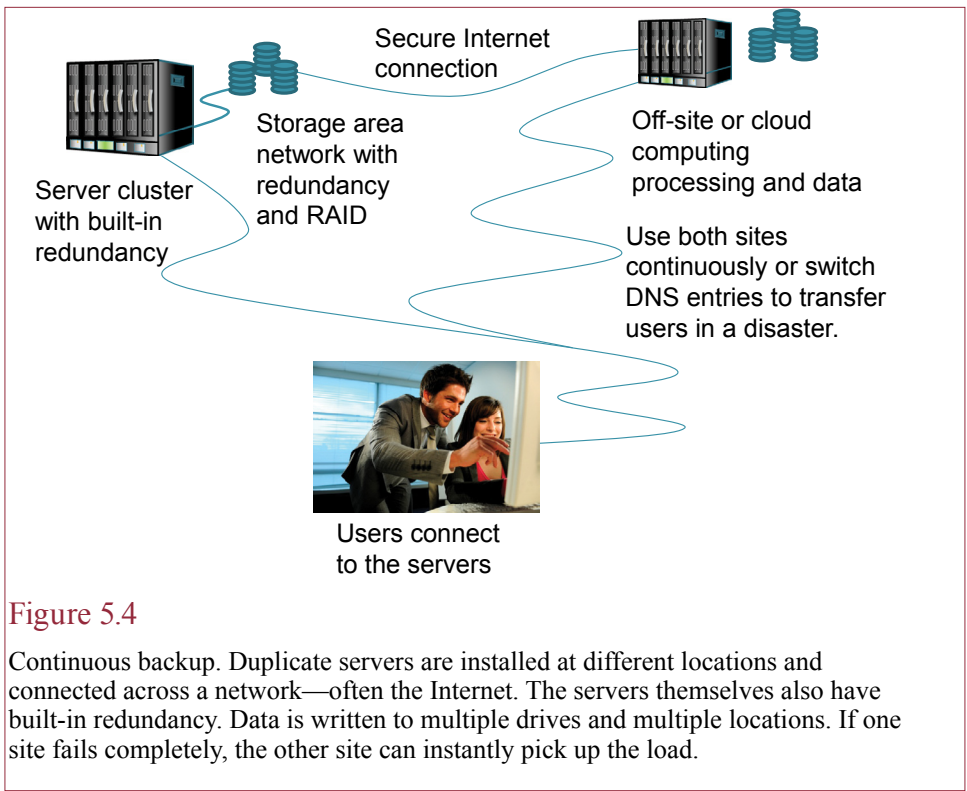 Secure Internet
connection
Storage area
network with
redundancy
and RAID
Server cluster
with built-in
redundancy
Off-site or cloud
computing
processing and data
Use both sites
continuously or switch
DNS entries to transfer
users in a disaster.
Users connect
to the servers
Figure 5.4
Continuous backup. Duplicate servers are installed at different locations and
connected across a network—often the Internet. The servers themselves also have
built-in redundancy. Data is written to multiple drives and multiple locations. If one
site fails completely, the other site can instantly pick up the load.